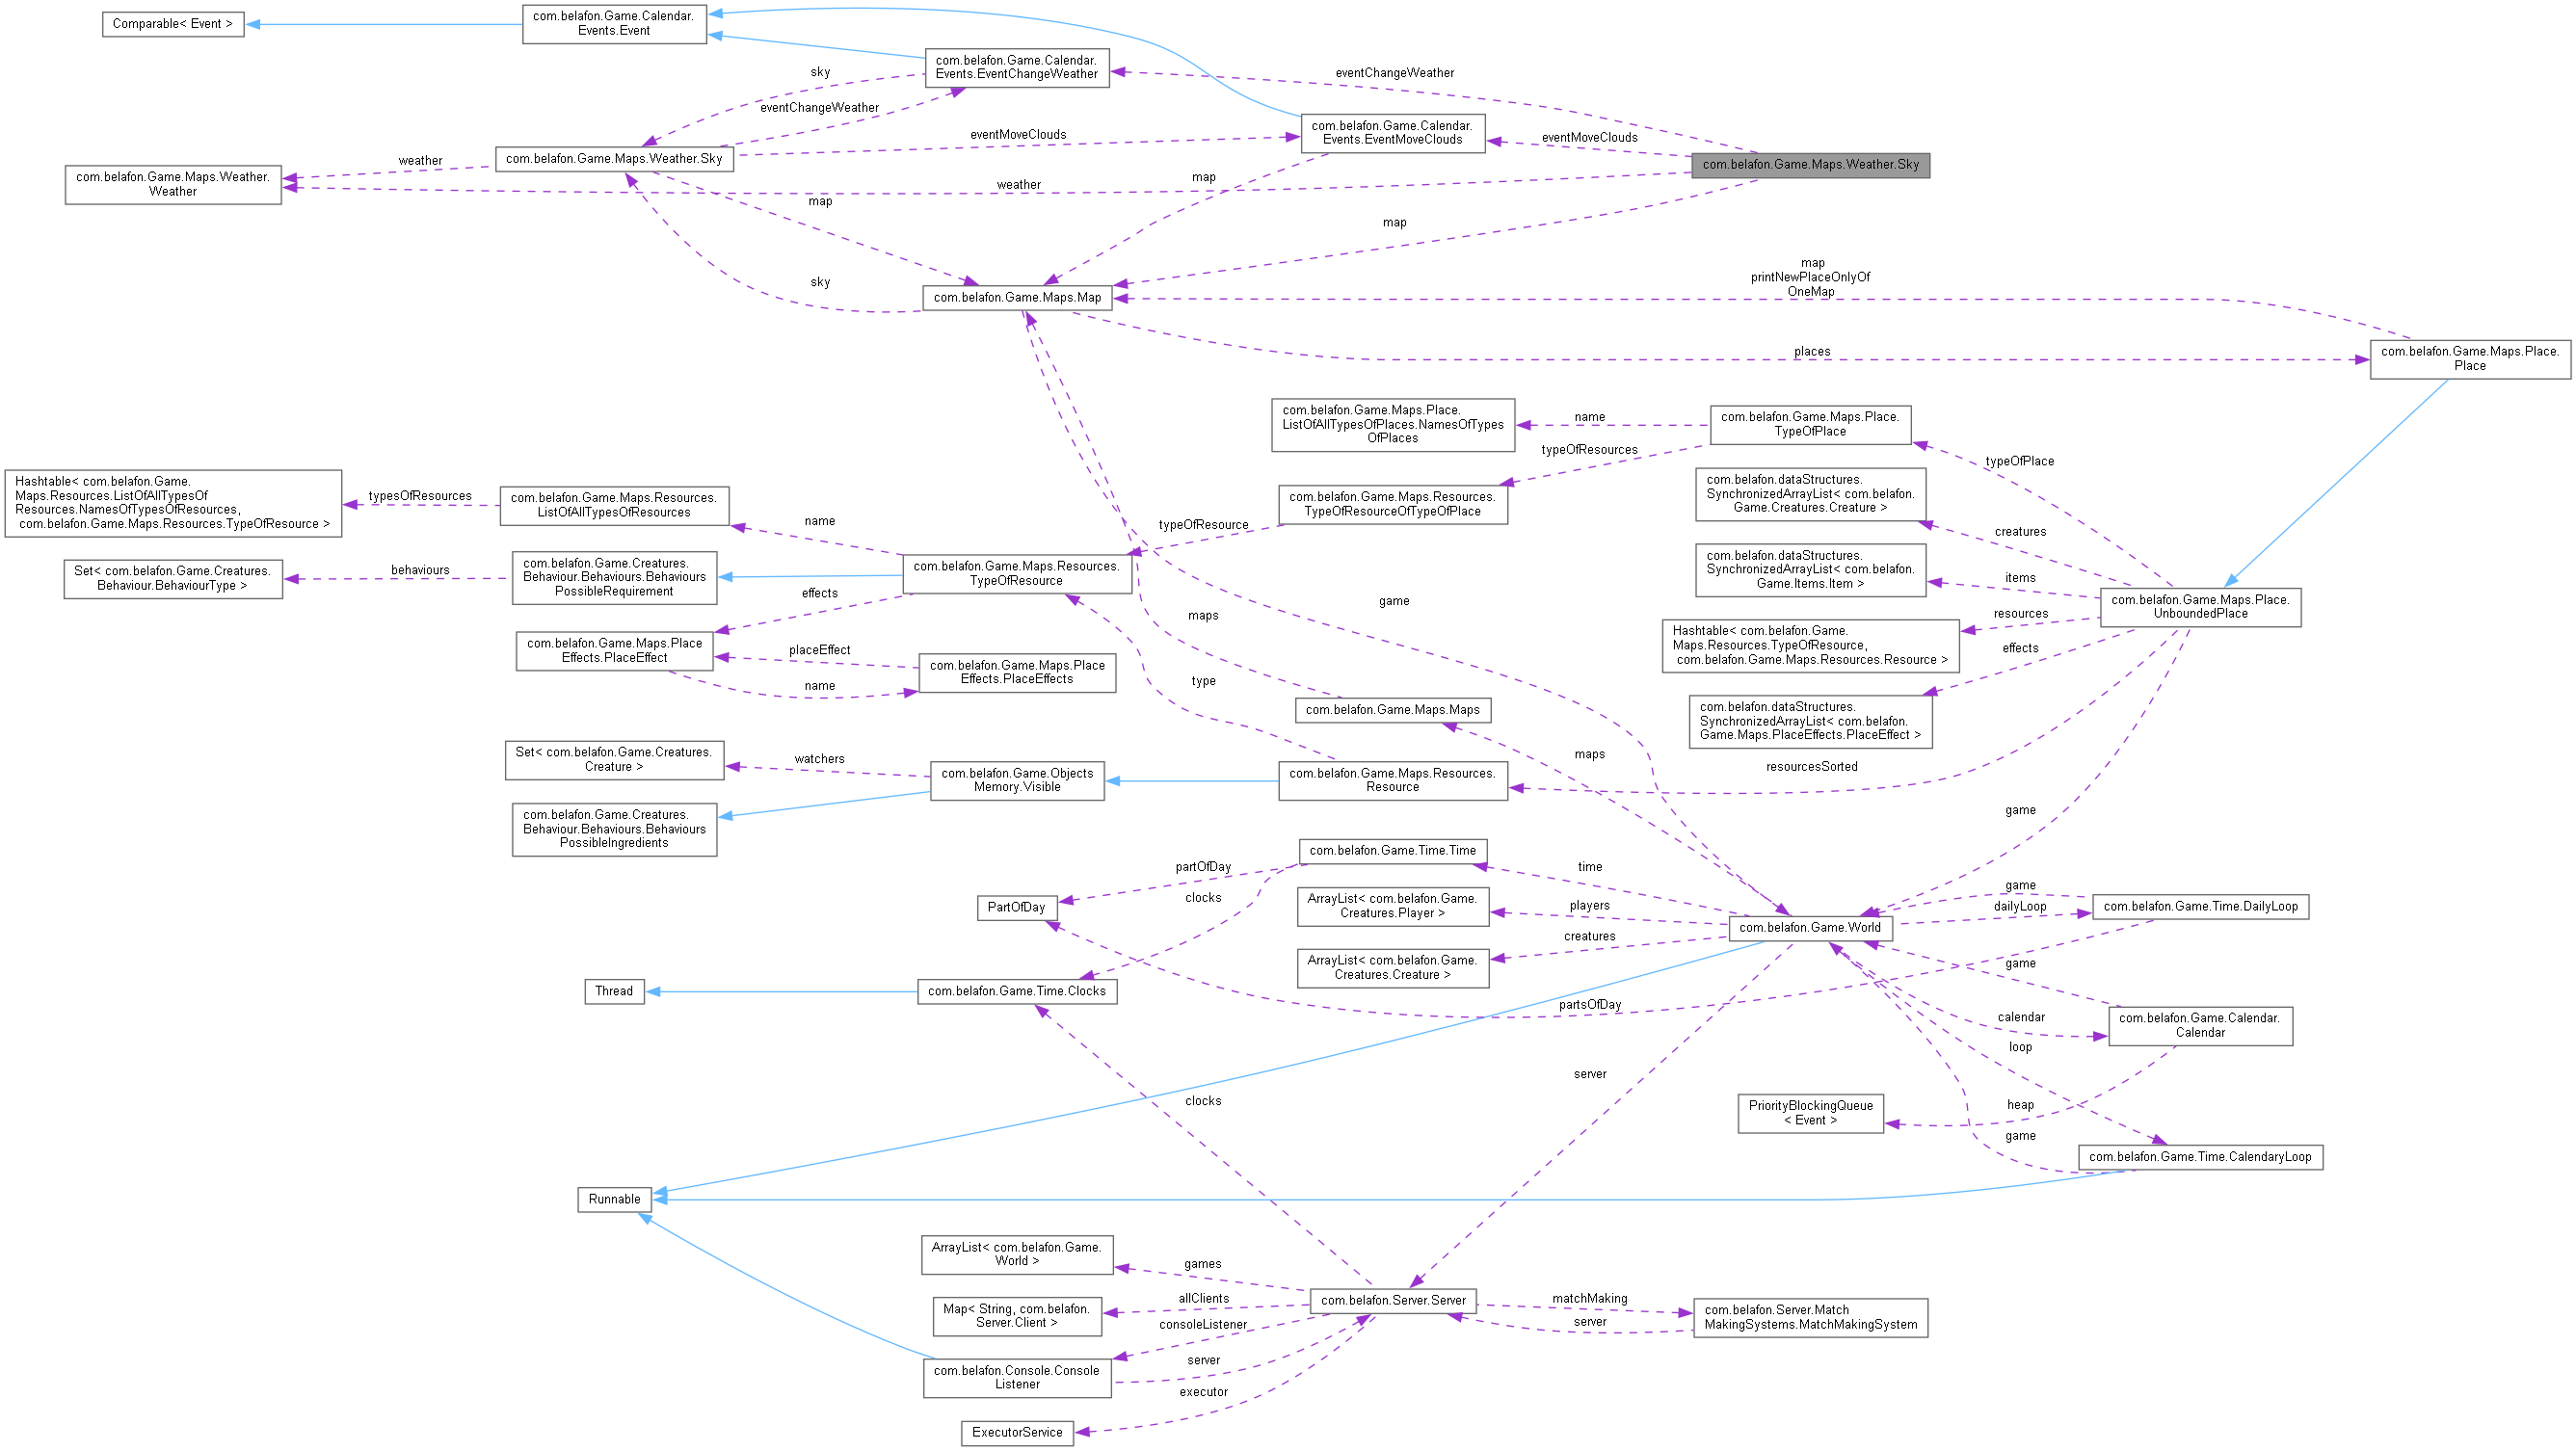 Comparable< Event >
com.belafon.Game.Calendar.
Events.Event
com.belafon.Game.Calendar.
Events.EventChangeWeather
sky
eventChangeWeather
eventChangeWeather
com.belafon.Game.Calendar.
Events.EventMoveClouds
eventMoveClouds
eventMoveClouds
com.belafon.Game.Maps.Weather.Sky
com.belafon.Game.Maps.Weather.Sky
weather
com.belafon.Game.Maps.Weather.
Weather
weather
map
map
map
sky
com.belafon.Game.Maps.Map
map
printNewPlaceOnlyOf
OneMap
places
com.belafon.Game.Maps.Place.
Place
com.belafon.Game.Maps.Place.
ListOfAllTypesOfPlaces.NamesOfTypes
OfPlaces
name
com.belafon.Game.Maps.Place.
TypeOfPlace
typeOfResources
typeOfPlace
Hashtable< com.belafon.Game.
Maps.Resources.ListOfAllTypesOf
Resources.NamesOfTypesOfResources,
com.belafon.Game.Maps.Resources.TypeOfResource >
typesOfResources
com.belafon.Game.Maps.Resources.
ListOfAllTypesOfResources
name
com.belafon.Game.Maps.Resources.
TypeOfResourceOfTypeOfPlace
typeOfResource
com.belafon.dataStructures.
SynchronizedArrayList< com.belafon.
Game.Creatures.Creature >
creatures
Set< com.belafon.Game.Creatures.
Behaviour.BehaviourType >
behaviours
com.belafon.Game.Creatures.
Behaviour.Behaviours.Behaviours
PossibleRequirement
com.belafon.Game.Maps.Resources.
TypeOfResource
effects
com.belafon.dataStructures.
SynchronizedArrayList< com.belafon.
Game.Items.Item >
items
com.belafon.Game.Maps.Place.
UnboundedPlace
game
maps
com.belafon.Game.Maps.Place
Effects.PlaceEffect
placeEffect
name
com.belafon.Game.Maps.Place
Effects.PlaceEffects
type
Hashtable< com.belafon.Game.
Maps.Resources.TypeOfResource,
com.belafon.Game.Maps.Resources.Resource >
resources
effects
com.belafon.Game.Maps.Maps
com.belafon.dataStructures.
SynchronizedArrayList< com.belafon.
Game.Maps.PlaceEffects.PlaceEffect >
maps
resourcesSorted
Set< com.belafon.Game.Creatures.
Creature >
watchers
com.belafon.Game.Objects
Memory.Visible
com.belafon.Game.Maps.Resources.
Resource
com.belafon.Game.Creatures.
Behaviour.Behaviours.Behaviours
PossibleIngredients
game
com.belafon.Game.Time.Time
partOfDay
time
PartOfDay
clocks
ArrayList< com.belafon.Game.
Creatures.Player >
players
game
dailyLoop
com.belafon.Game.Time.DailyLoop
com.belafon.Game.World
creatures
ArrayList< com.belafon.Game.
Creatures.Creature >
game
Thread
com.belafon.Game.Time.Clocks
partsOfDay
calendar
com.belafon.Game.Calendar.
Calendar
loop
server
clocks
PriorityBlockingQueue
< Event >
heap
game
com.belafon.Game.Time.CalendaryLoop
Runnable
ArrayList< com.belafon.Game.
World >
games
Map< String, com.belafon.
Server.Client >
allClients
com.belafon.Server.Server
matchMaking
server
com.belafon.Server.Match
MakingSystems.MatchMakingSystem
consoleListener
com.belafon.Console.Console
Listener
server
executor
ExecutorService